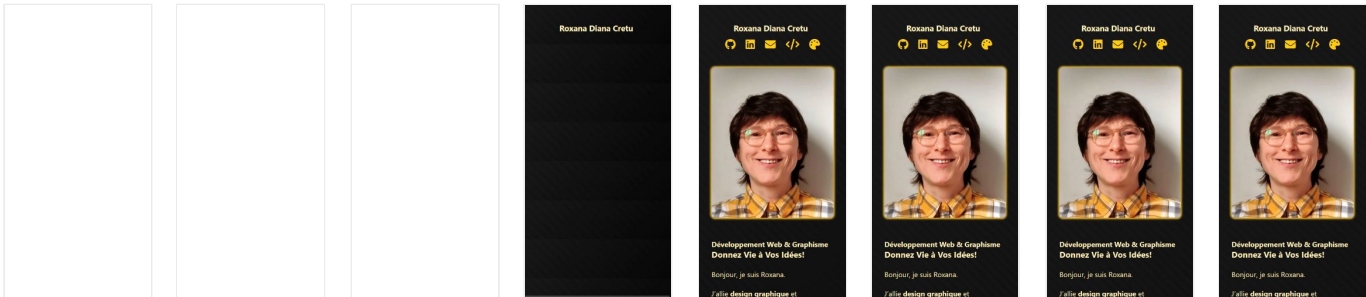 Roxana Diana Cretu
Roxana Diana Cretu
Développement Web & Graphisme
Donnez Vie à Vos Idées!
Bonjour, je suis Roxana.
J'allie design graphique et
Roxana Diana Cretu
Développement Web & Graphisme
Donnez Vie à Vos Idées!
Bonjour, je suis Roxana.
J'allie design graphique et
Roxana Diana Cretu
Développement Web & Graphisme
Donnez Vie à Vos Idées!
Bonjour, je suis Roxana.
J'allie design graphique et
Roxana Diana Cretu
Développement Web & Graphisme
Donnez Vie à Vos Idées!
Bonjour, je suis Roxana.
J'allie design graphique et